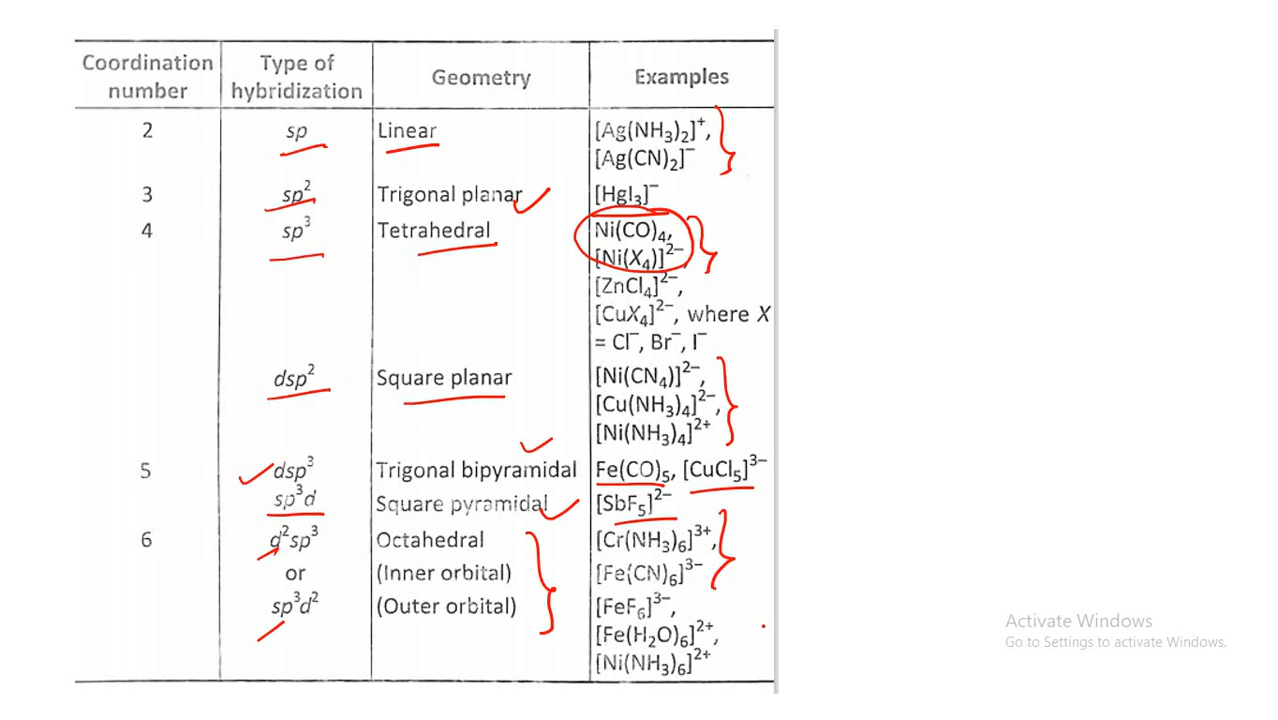 Coordination number | Type of hybridization | Geometry | Examples
2 | sp | Linear | [Ag(NH₃)₂]⁺,
[Ag(CN)₂]⁻
3 | sp² | Trigonal planar | [HgI₃]⁻
4 | sp³ | Tetrahedral | Ni(CO)₄,
[Ni(X₄)]²⁻
[ZnCl₄]²⁻,
[CuX₄]²⁻, where X
= Cl⁻, Br⁻, I⁻
dsp² | Square planar | [Ni(CN₄)]²⁻,
[Cu(NH₃)₄]²⁻,
[Ni(NH₃)₄]²⁺
5 | dsp³ | Trigonal bipyramidal | Fe(CO)₅, [CuCl₅]³⁻
sp³d | Square pyramidal | [SbF₅]²⁻
6 | d²sp³ | Octahedral | [Cr(NH₃)₆]³⁺,
or | (Inner orbital) | [Fe(CN)₆]³⁻
sp³d² | (Outer orbital) | [FeF₆]³⁻,
[Fe(H₂O)₆]²⁺,
[Ni(NH₃)₆]²⁺
Activate Windows
Go to Settings to activate Windows.